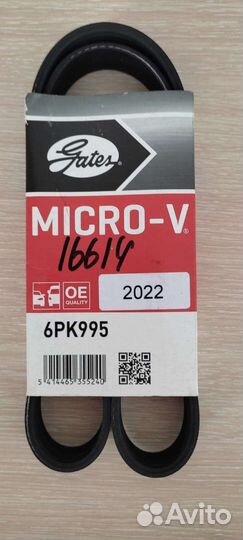 Gates
MICRO-V®
16614
OE
QUALITY
2022
6PK995
5 414465 355240
Avito